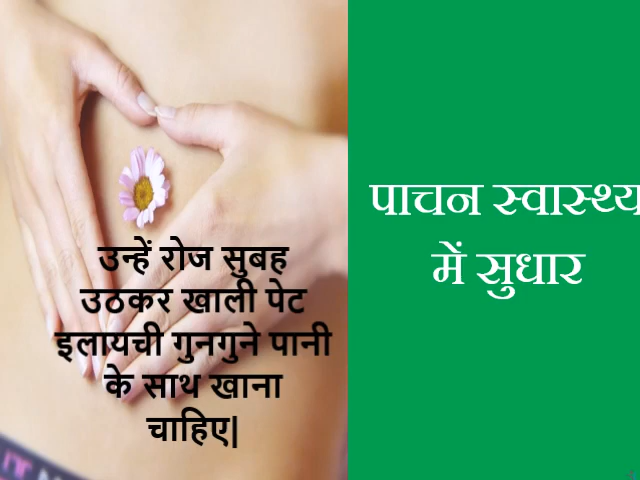 उन्हें रोज सुबह
उठकर खाली पेट
इलायची गुनगुने पानी
के साथ खाना
चाहिए|
पाचन स्वास्थ्य
में सुधार